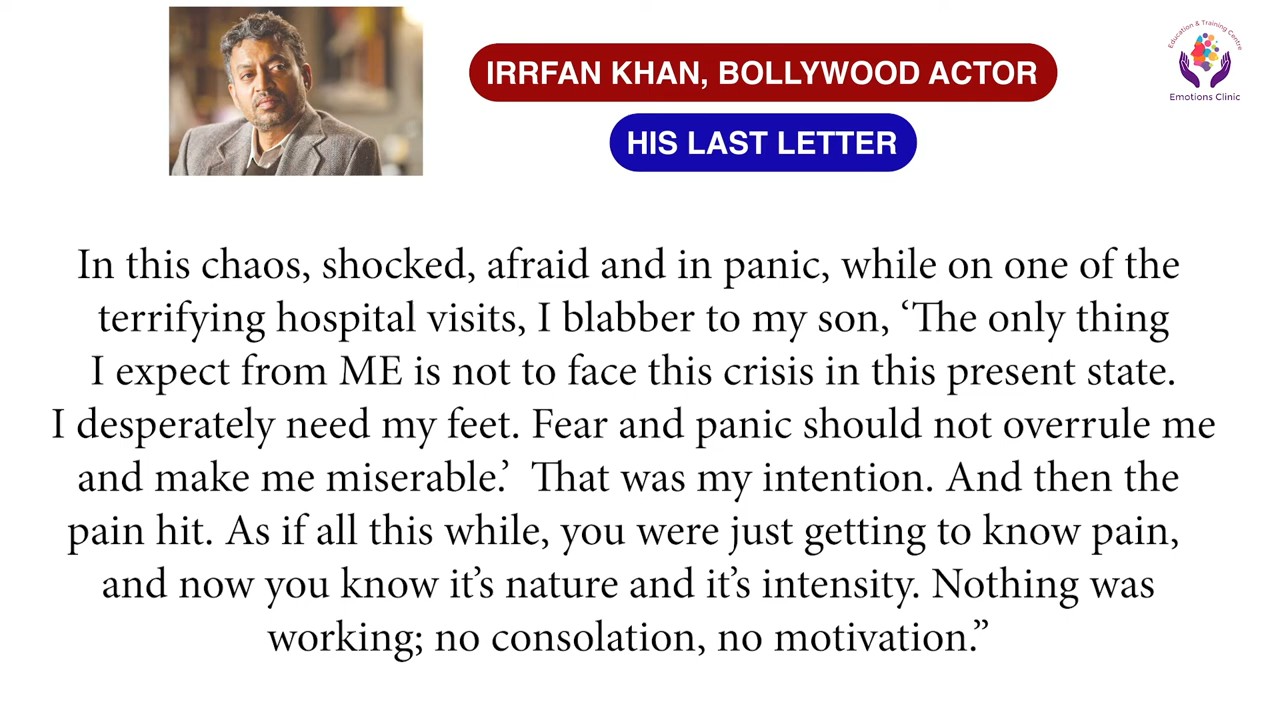 IRRFAN KHAN, BOLLYWOOD ACTOR
HIS LAST LETTER
Education & Training Centre
Emotions Clinic
In this chaos, shocked, afraid and in panic, while on one of the
terrifying hospital visits, I blabber to my son, ‘The only thing
I expect from ME is not to face this crisis in this present state.
I desperately need my feet. Fear and panic should not overrule me
and make me miserable.’ That was my intention. And then the
pain hit. As if all this while, you were just getting to know pain,
and now you know it’s nature and it’s intensity. Nothing was
working; no consolation, no motivation.”